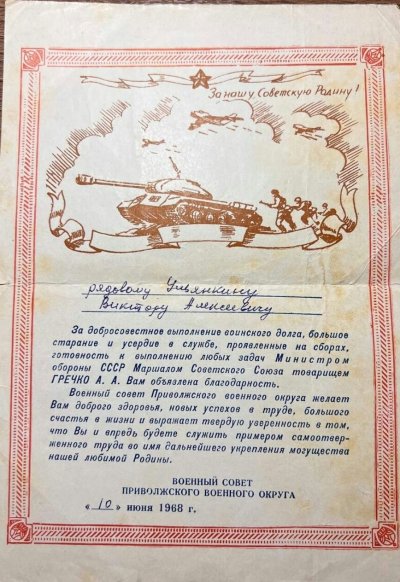 За нашу Советскую Родину!
рядовому Ульянкину
Виктору Алексеевичу
За добросовестное выполнение воинского долга, большое
старание и усердие в службе, проявленные на сборах,
готовность к выполнению любых задач Министром
обороны СССР Маршалом Советского Союза товарищем
ГРЕЧКО А. А. Вам объявлена благодарность.
Военный совет Приволжского военного округа желает
Вам доброго здоровья, новых успехов в труде, большого
счастья в жизни и выражает твердую уверенность в том,
что Вы и впредь будете служить примером самоотвер-
женного труда во имя дальнейшего укрепления могущества
нашей любимой Родины.
ВОЕННЫЙ СОВЕТ
ПРИВОЛЖСКОГО ВОЕННОГО ОКРУГА
«10» июня 1968 г.